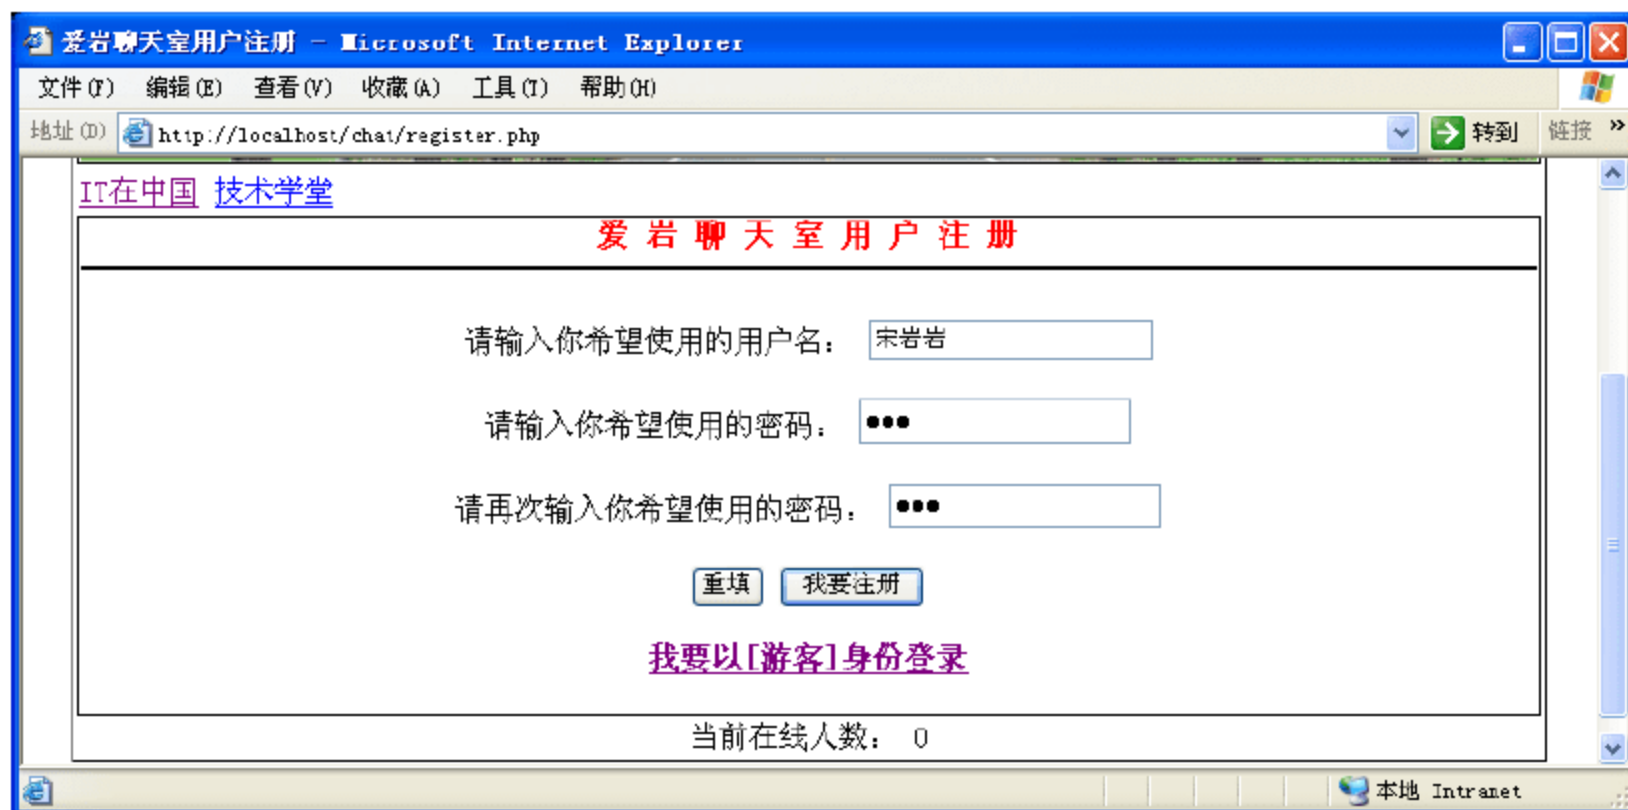 爱岩聊天室用户注册 - Microsoft Internet Explorer
文件(F) 编辑(E) 查看(V) 收藏(A) 工具(T) 帮助(H)
地址(D) http://localhost/chat/register.php 转到 链接 »
IT在中国 技术学堂
爱岩聊天室用户注册
请输入你希望使用的用户名： 宋岩岩
请输入你希望使用的密码： •••
请再次输入你希望使用的密码： •••
重填 我要注册
我要以[游客]身份登录
当前在线人数： 0
本地 Intranet